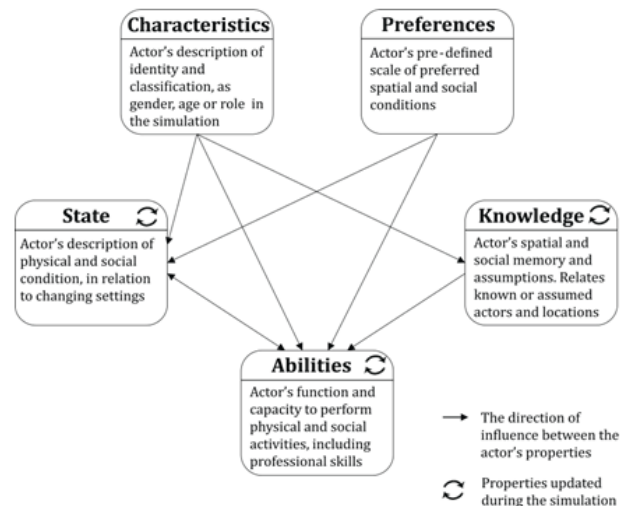 Characteristics
Actor's description of
identity and
classification, as
gender, age or role in
the simulation
Preferences
Actor's pre-defined
scale of preferred
spatial and social
conditions
State
Actor's description of
physical and social
condition, in relation
to changing settings
Knowledge
Actor's spatial and
social memory and
assumptions. Relates
known or assumed
actors and locations
Abilities
Actor's function and
capacity to perform
physical and social
activities, including
professional skills
The direction of
influence between the
actor's properties
Properties updated
during the simulation